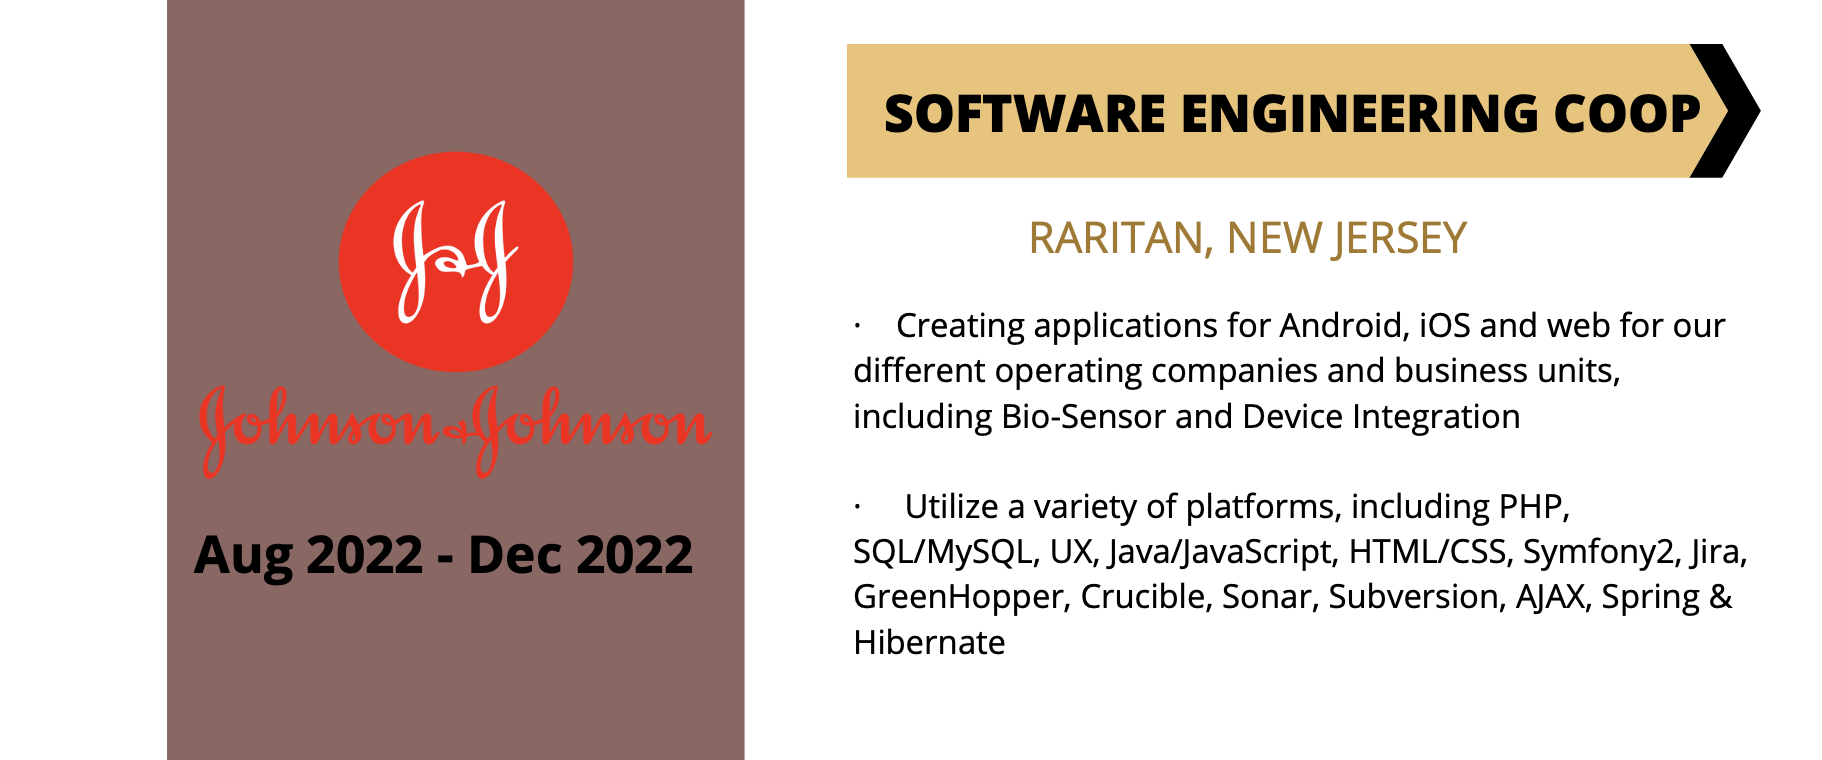 J&J
Johnson & Johnson
Aug 2022 - Dec 2022
SOFTWARE ENGINEERING COOP
RARITAN, NEW JERSEY
· Creating applications for Android, iOS and web for our
different operating companies and business units,
including Bio-Sensor and Device Integration
· Utilize a variety of platforms, including PHP,
SQL/MySQL, UX, Java/JavaScript, HTML/CSS, Symfony2, Jira,
GreenHopper, Crucible, Sonar, Subversion, AJAX, Spring &
Hibernate